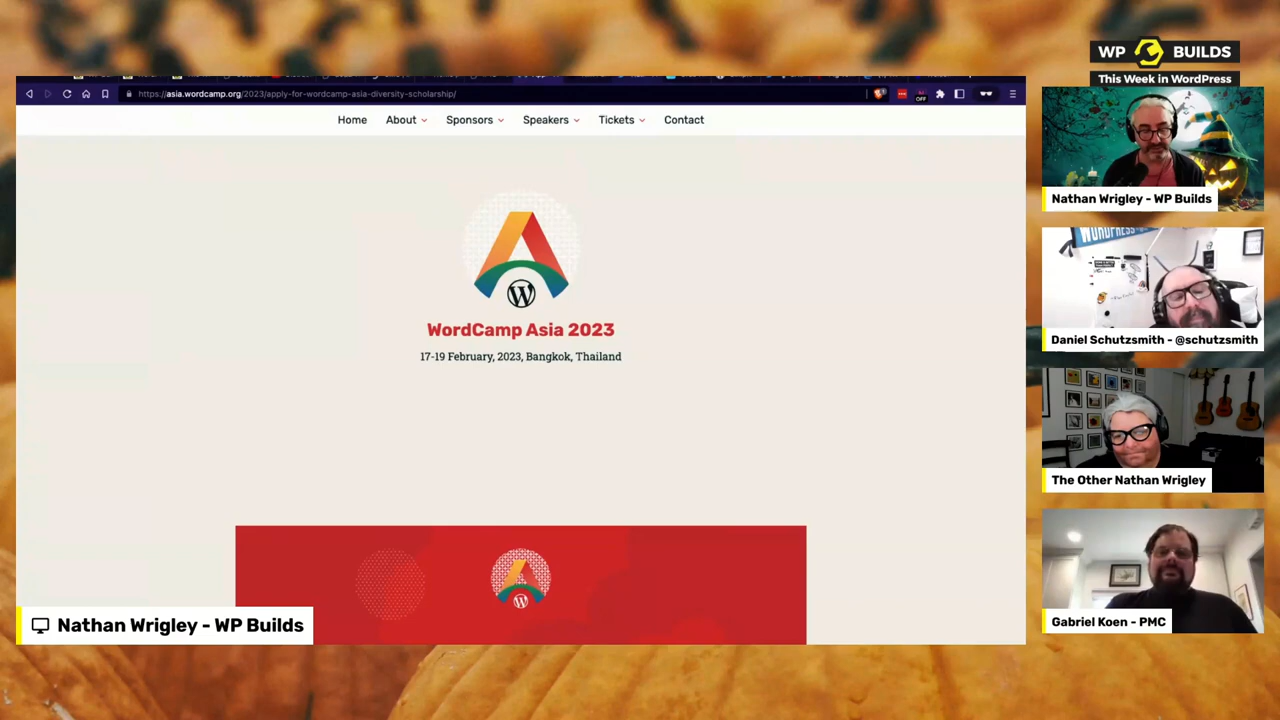 WP BUILDS
This Week in WordPress
https://asia.wordcamp.org/2023/apply-for-wordcamp-asia-diversity-scholarship/
OFF
Home About Sponsors Speakers Tickets Contact
WordCamp Asia 2023
17-19 February, 2023, Bangkok, Thailand
Nathan Wrigley - WP Builds
Nathan Wrigley - WP Builds
WORDPRESS
Daniel Schutzsmith - @schutzsmith
The Other Nathan Wrigley
Gabriel Koen - PMC